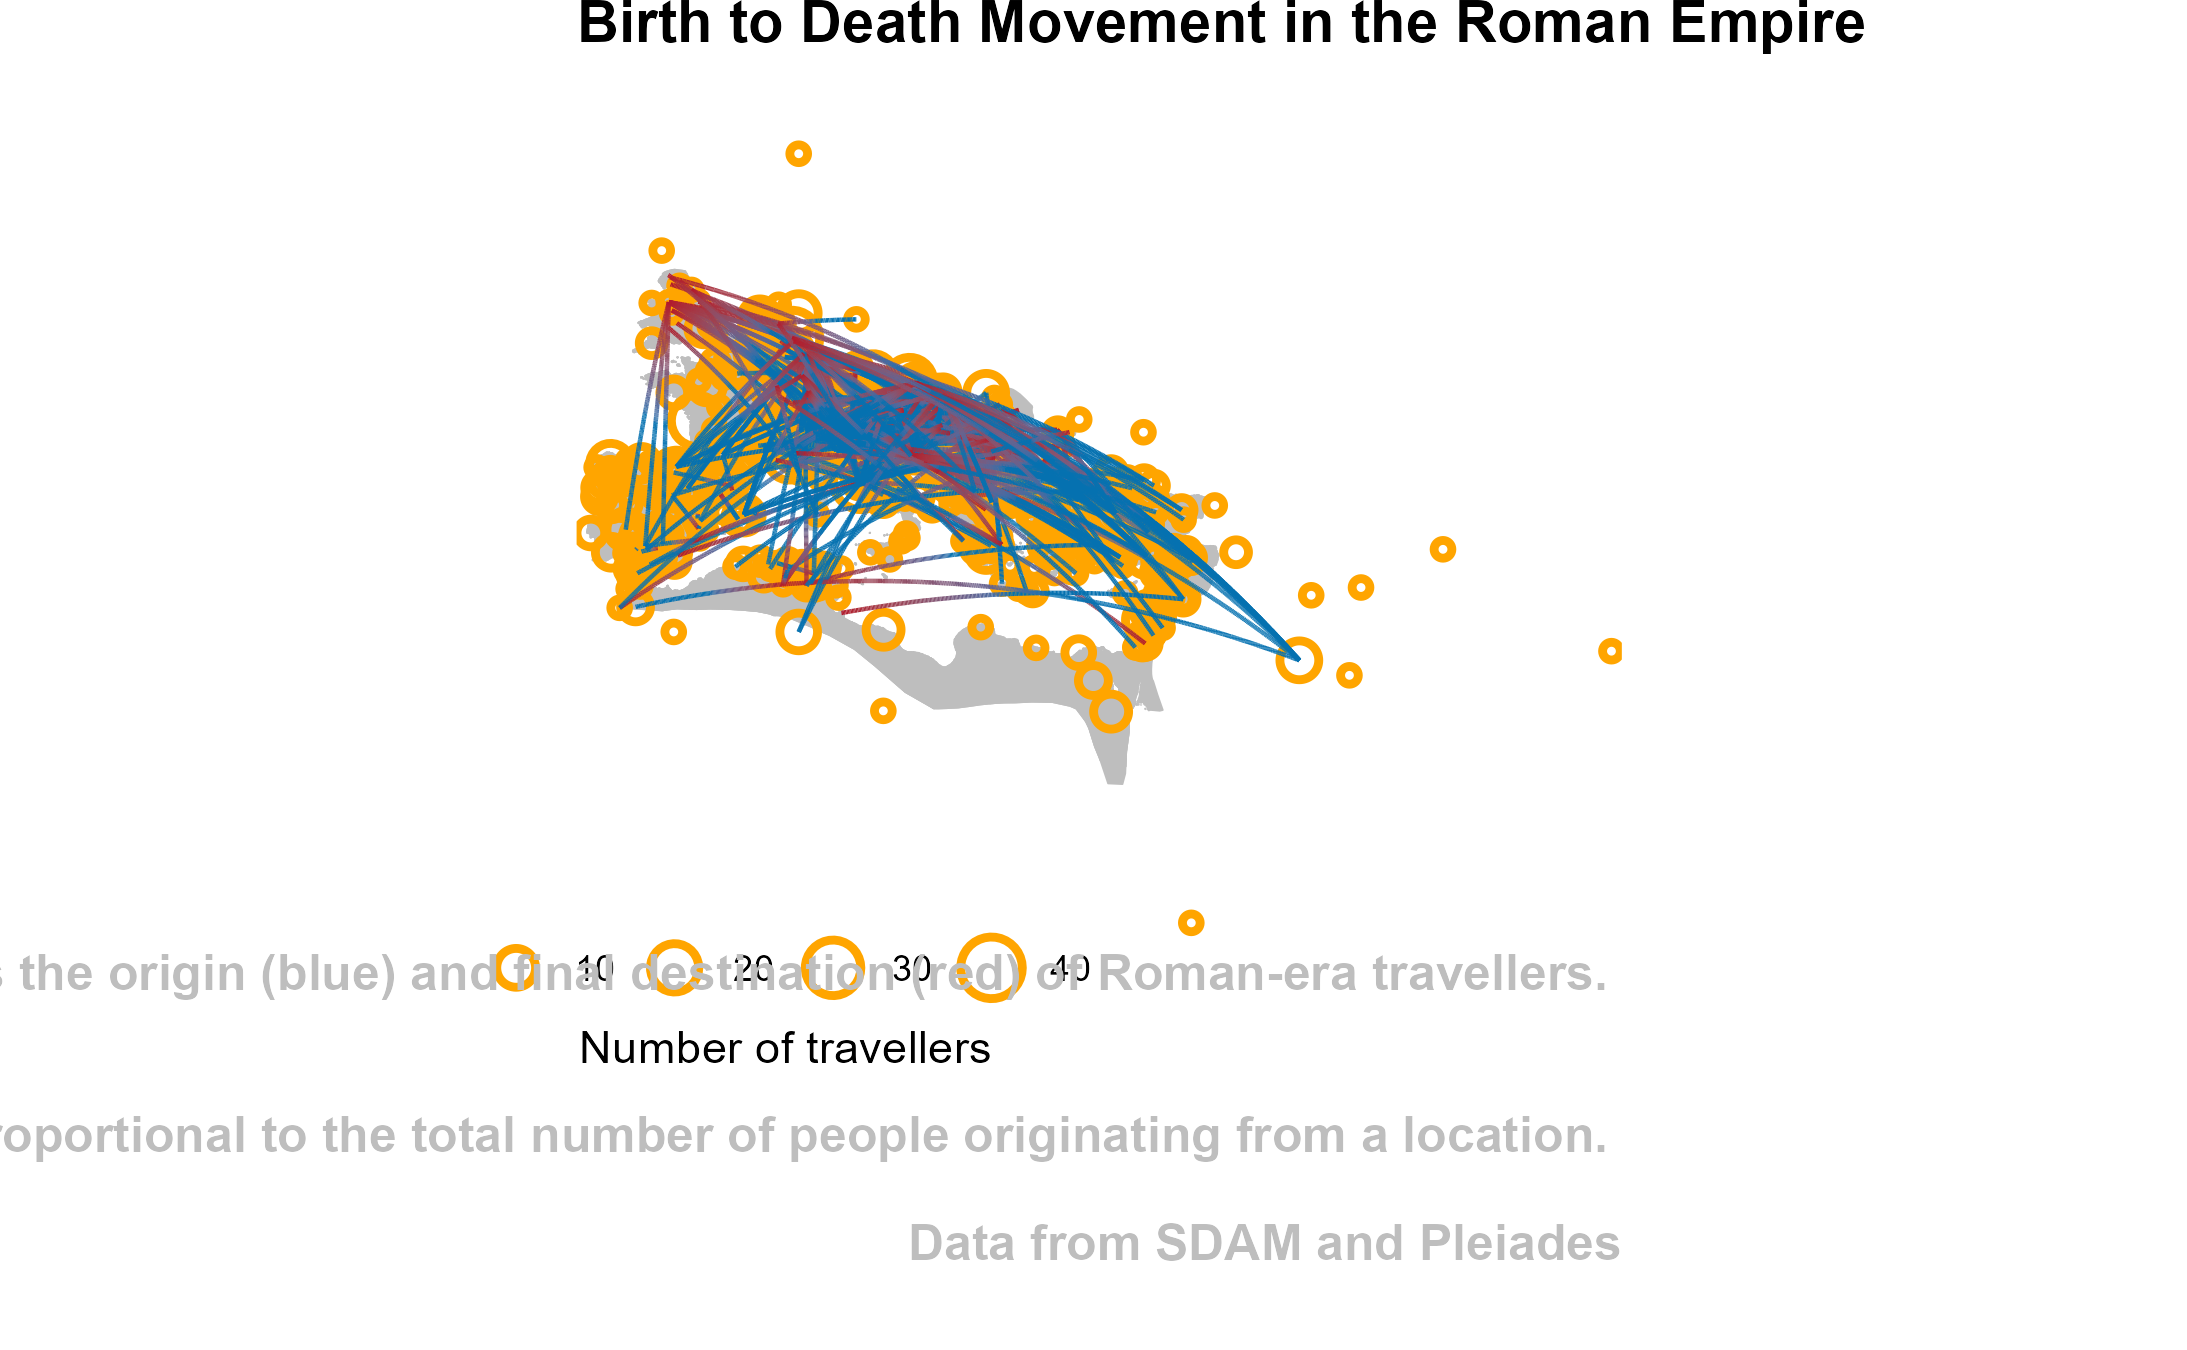 Birth to Death Movement in the Roman Empire
the origin (blue) and final destination (red) of Roman-era travellers.
10 20 30 40
Number of travellers
to the total number of people originating from a location.
Data from SDAM and Pleiades